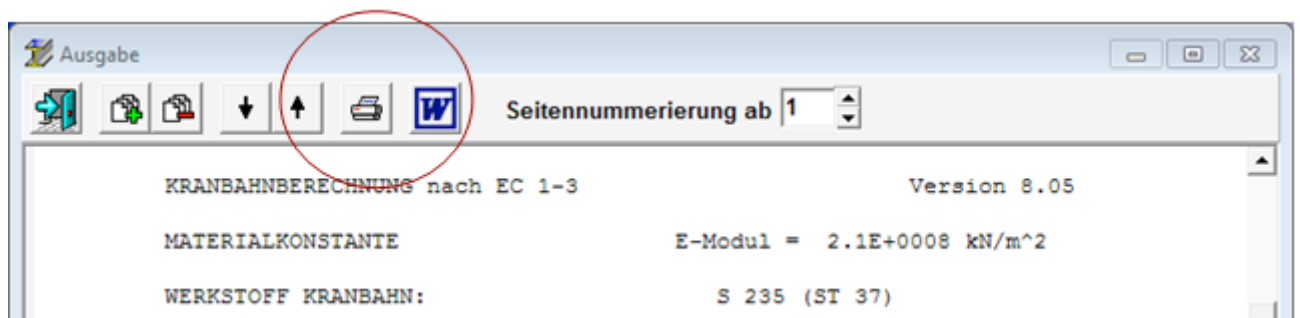 Ausgabe
W Seitennummerierung ab 1
KRANBAHNBERECHNUNG nach EC 1-3 Version 8.05
MATERIALKONSTANTE E-Modul = 2.1E+0008 kN/m^2
WERKSTOFF KRANBAHN: S 235 (ST 37)